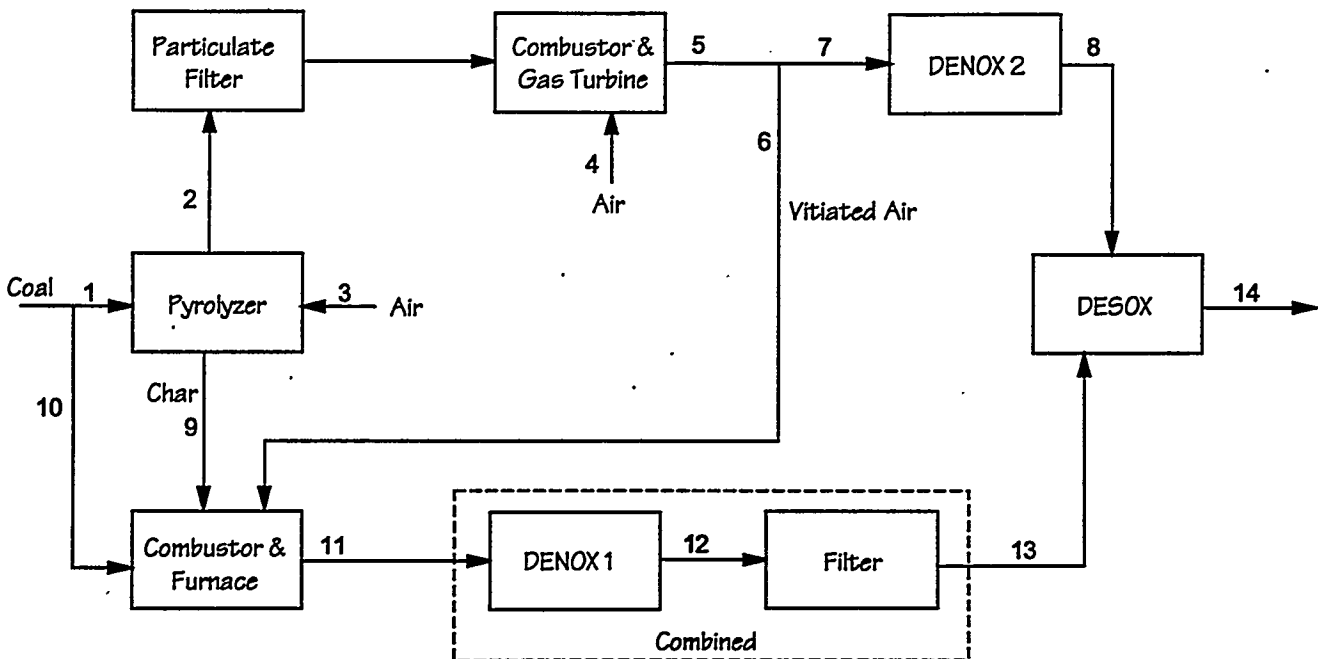 Particulate
Filter
Combustor &
Gas Turbine
5
7
DENOX 2
8
2
4
Air
6
Vitiated Air
Coal
1
Pyrolyzer
3
Air
DESOX
14
10
Char
9
Combustor &
Furnace
11
DENOX 1
12
Filter
13
Combined